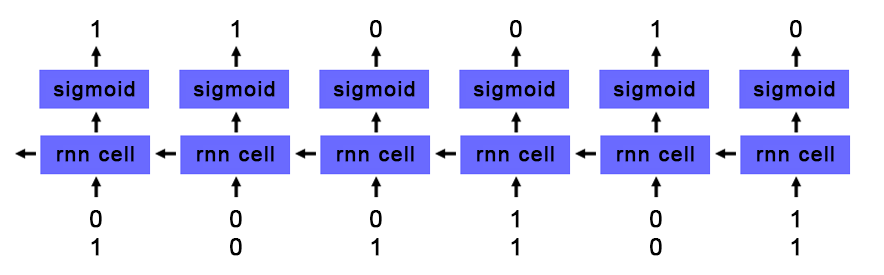 1 1 0 0 1 0
sigmoid sigmoid sigmoid sigmoid sigmoid sigmoid
rnn cell rnn cell rnn cell rnn cell rnn cell rnn cell
0 0 0 1 0 1
1 0 1 1 0 1